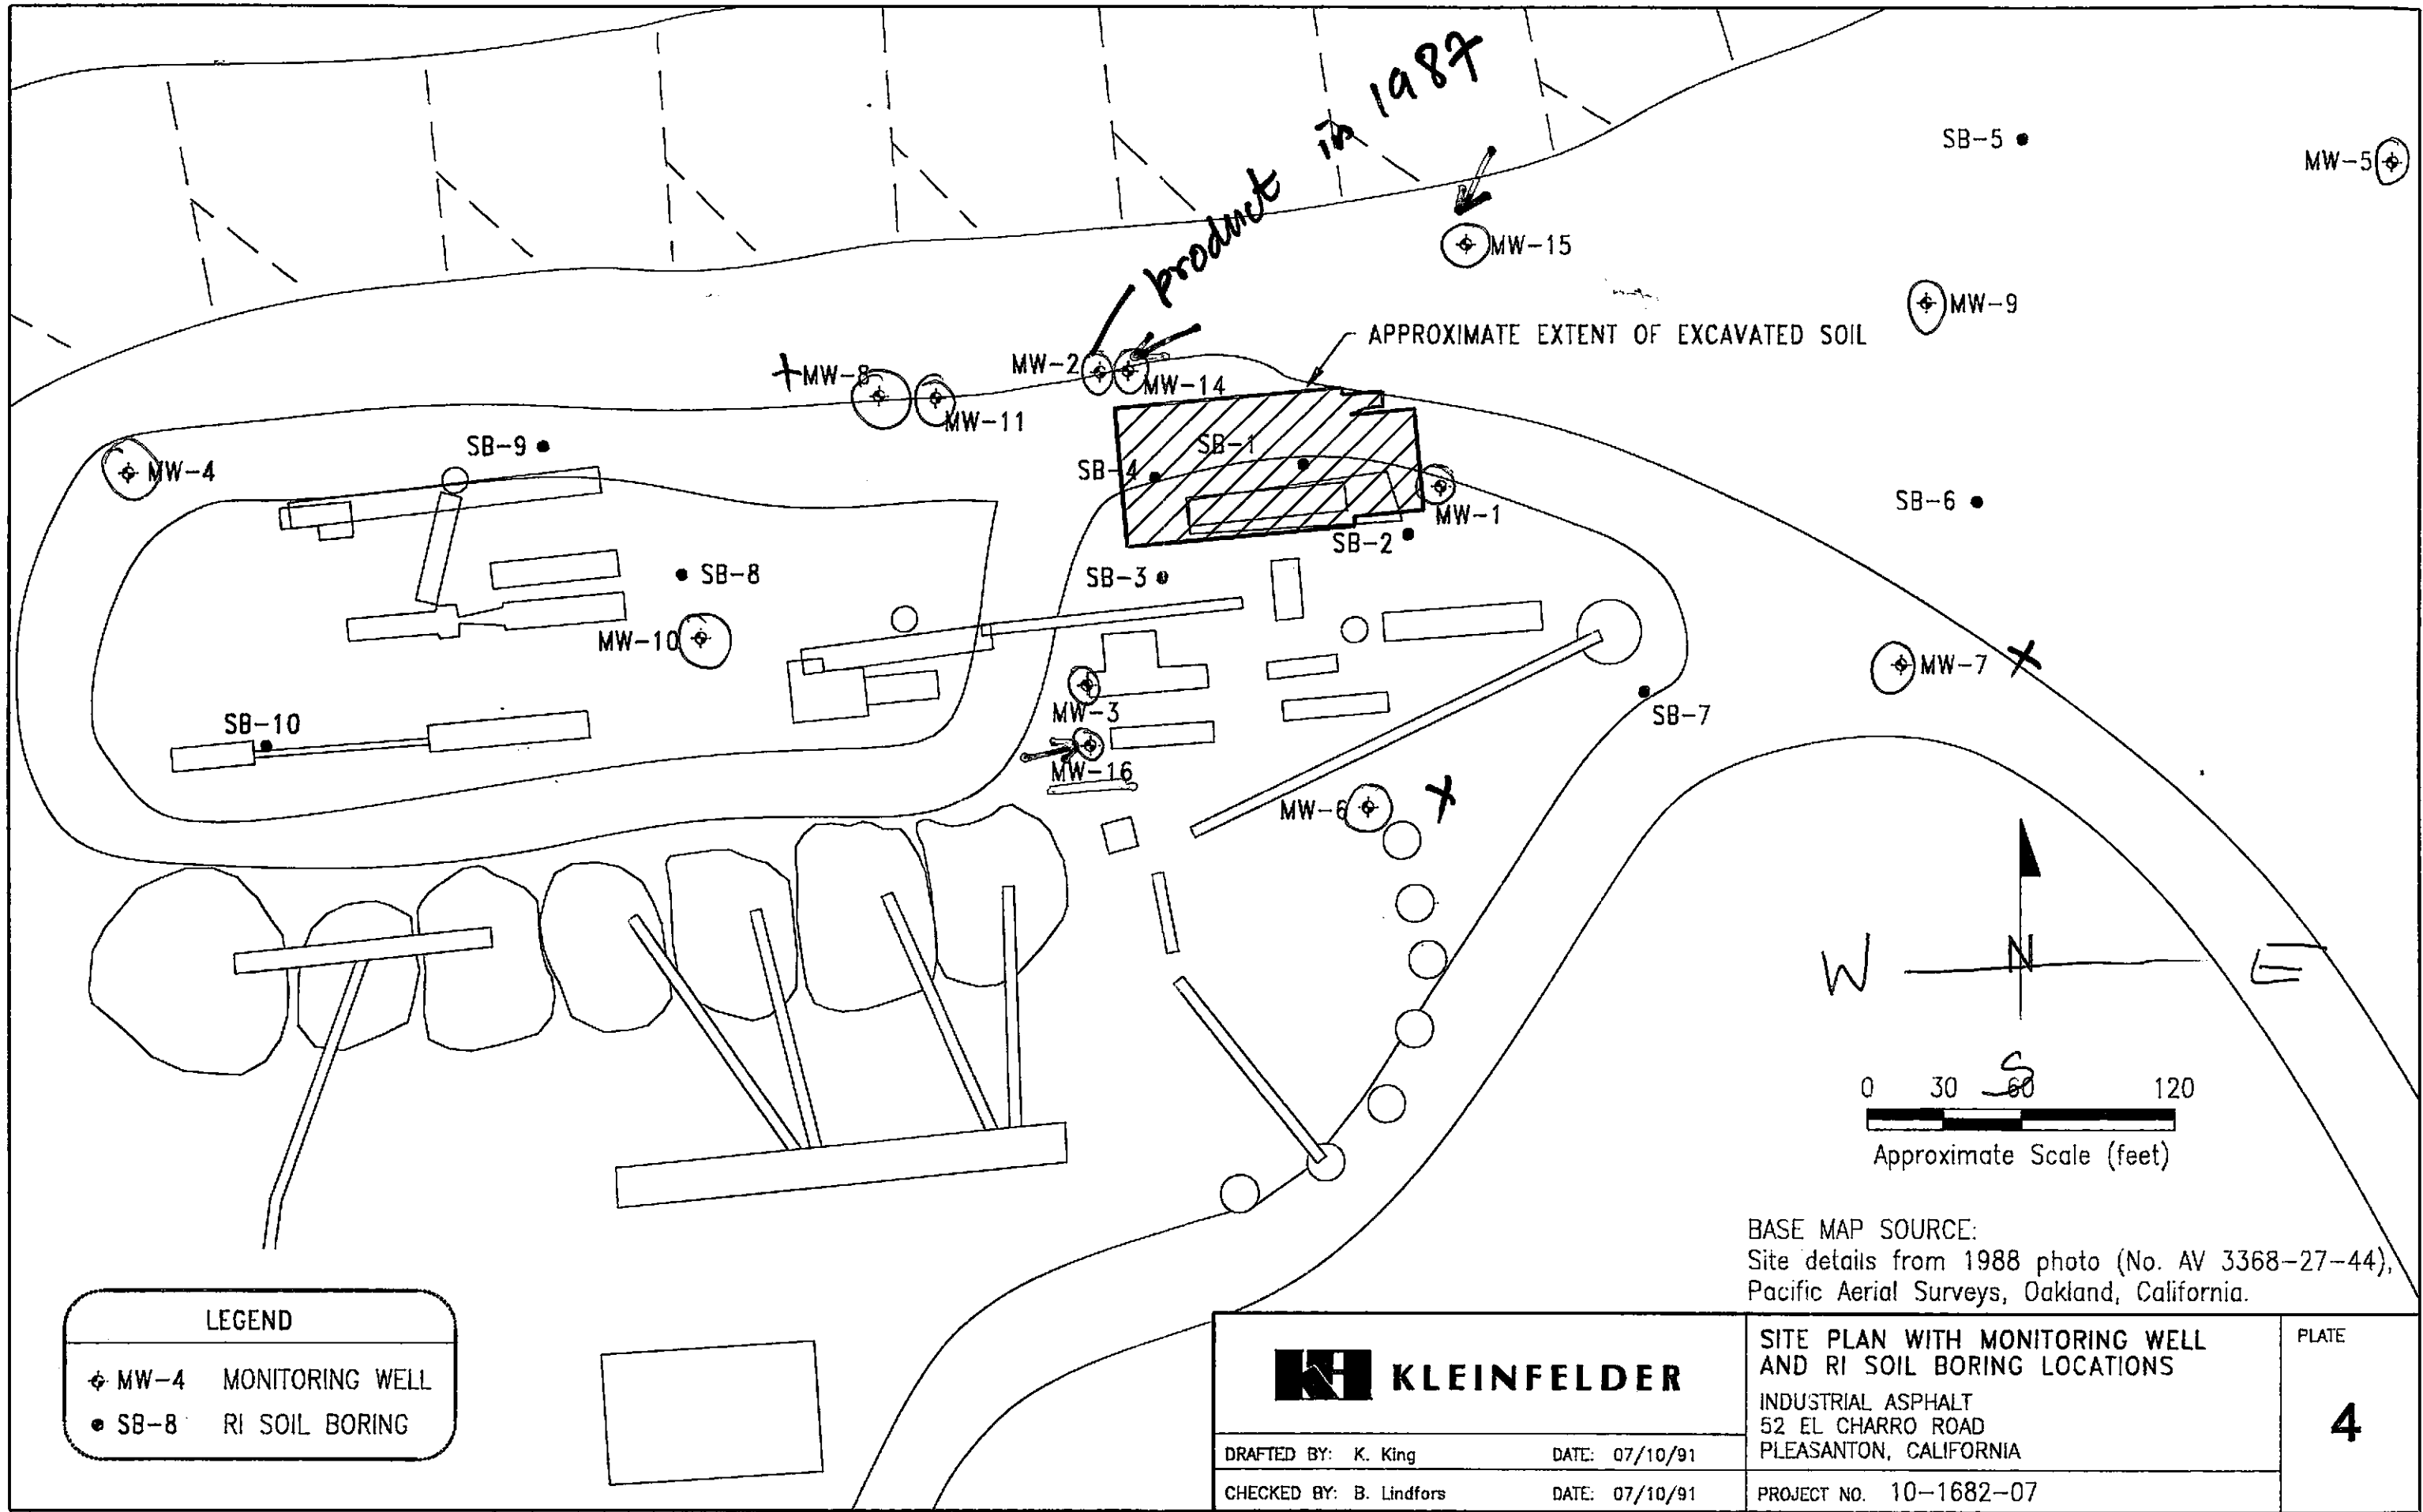 product in 1987
SB-5
MW-5
MW-15
MW-9
APPROXIMATE EXTENT OF EXCAVATED SOIL
MW-2
MW-14
+MW-8
MW-11
SB-9
MW-4
SB-1
SB-4
MW-1
SB-2
SB-6
SB-8
SB-3
MW-10
MW-7 X
MW-3
SB-7
SB-10
MW-16
MW-6 X
W N E
S
0 30 60 120
Approximate Scale (feet)
BASE MAP SOURCE:
Site details from 1988 photo (No. AV 3368-27-44),
Pacific Aerial Surveys, Oakland, California.
LEGEND
MW-4 MONITORING WELL
SB-8 RI SOIL BORING
KH KLEINFELDER
DRAFTED BY: K. King DATE: 07/10/91
CHECKED BY: B. Lindfors DATE: 07/10/91
SITE PLAN WITH MONITORING WELL
AND RI SOIL BORING LOCATIONS
INDUSTRIAL ASPHALT
52 EL CHARRO ROAD
PLEASANTON, CALIFORNIA
PROJECT NO. 10-1682-07
PLATE
4